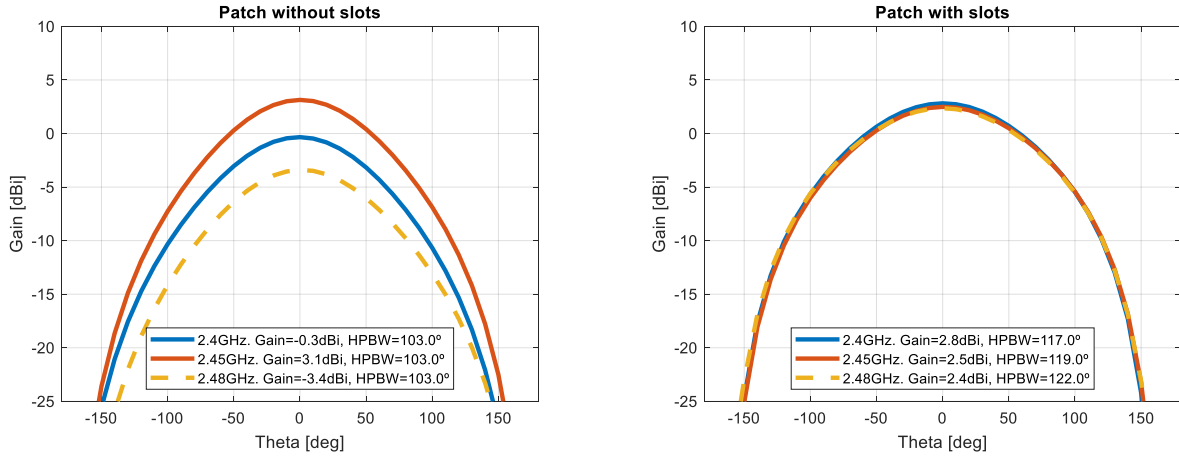 Patch without slots
10
5
0
-5
-10
-15
-20
-25
Gain [dBi]
2.4GHz. Gain=-0.3dBi, HPBW=103.0º
2.45GHz. Gain=3.1dBi, HPBW=103.0º
2.48GHz. Gain=-3.4dBi, HPBW=103.0º
-150 -100 -50 0 50 100 150
Theta [deg]
Patch with slots
10
5
0
-5
-10
-15
-20
-25
Gain [dBi]
2.4GHz. Gain=2.8dBi, HPBW=117.0º
2.45GHz. Gain=2.5dBi, HPBW=119.0º
2.48GHz. Gain=2.4dBi, HPBW=122.0º
-150 -100 -50 0 50 100 150
Theta [deg]